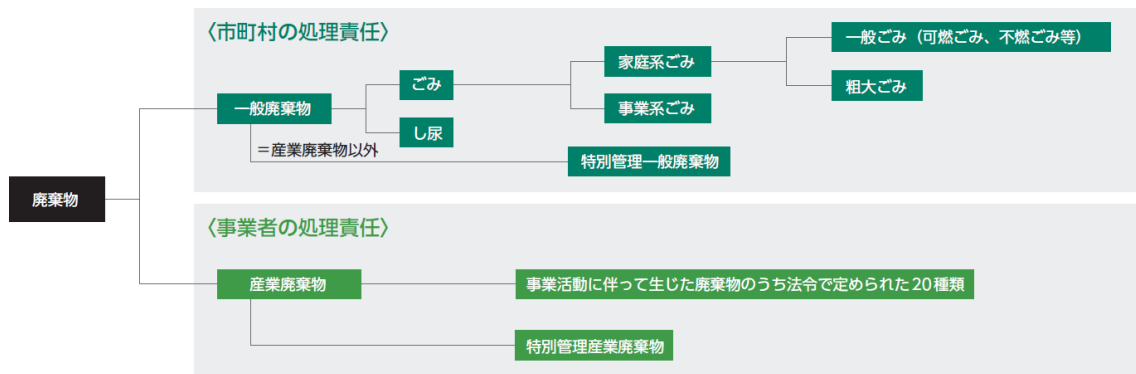 〈市町村の処理責任〉
一般ごみ（可燃ごみ、不燃ごみ等）
家庭系ごみ
ごみ
粗大ごみ
一般廃棄物
事業系ごみ
し尿
＝産業廃棄物以外
特別管理一般廃棄物
廃棄物
〈事業者の処理責任〉
産業廃棄物
事業活動に伴って生じた廃棄物のうち法令で定められた20種類
特別管理産業廃棄物